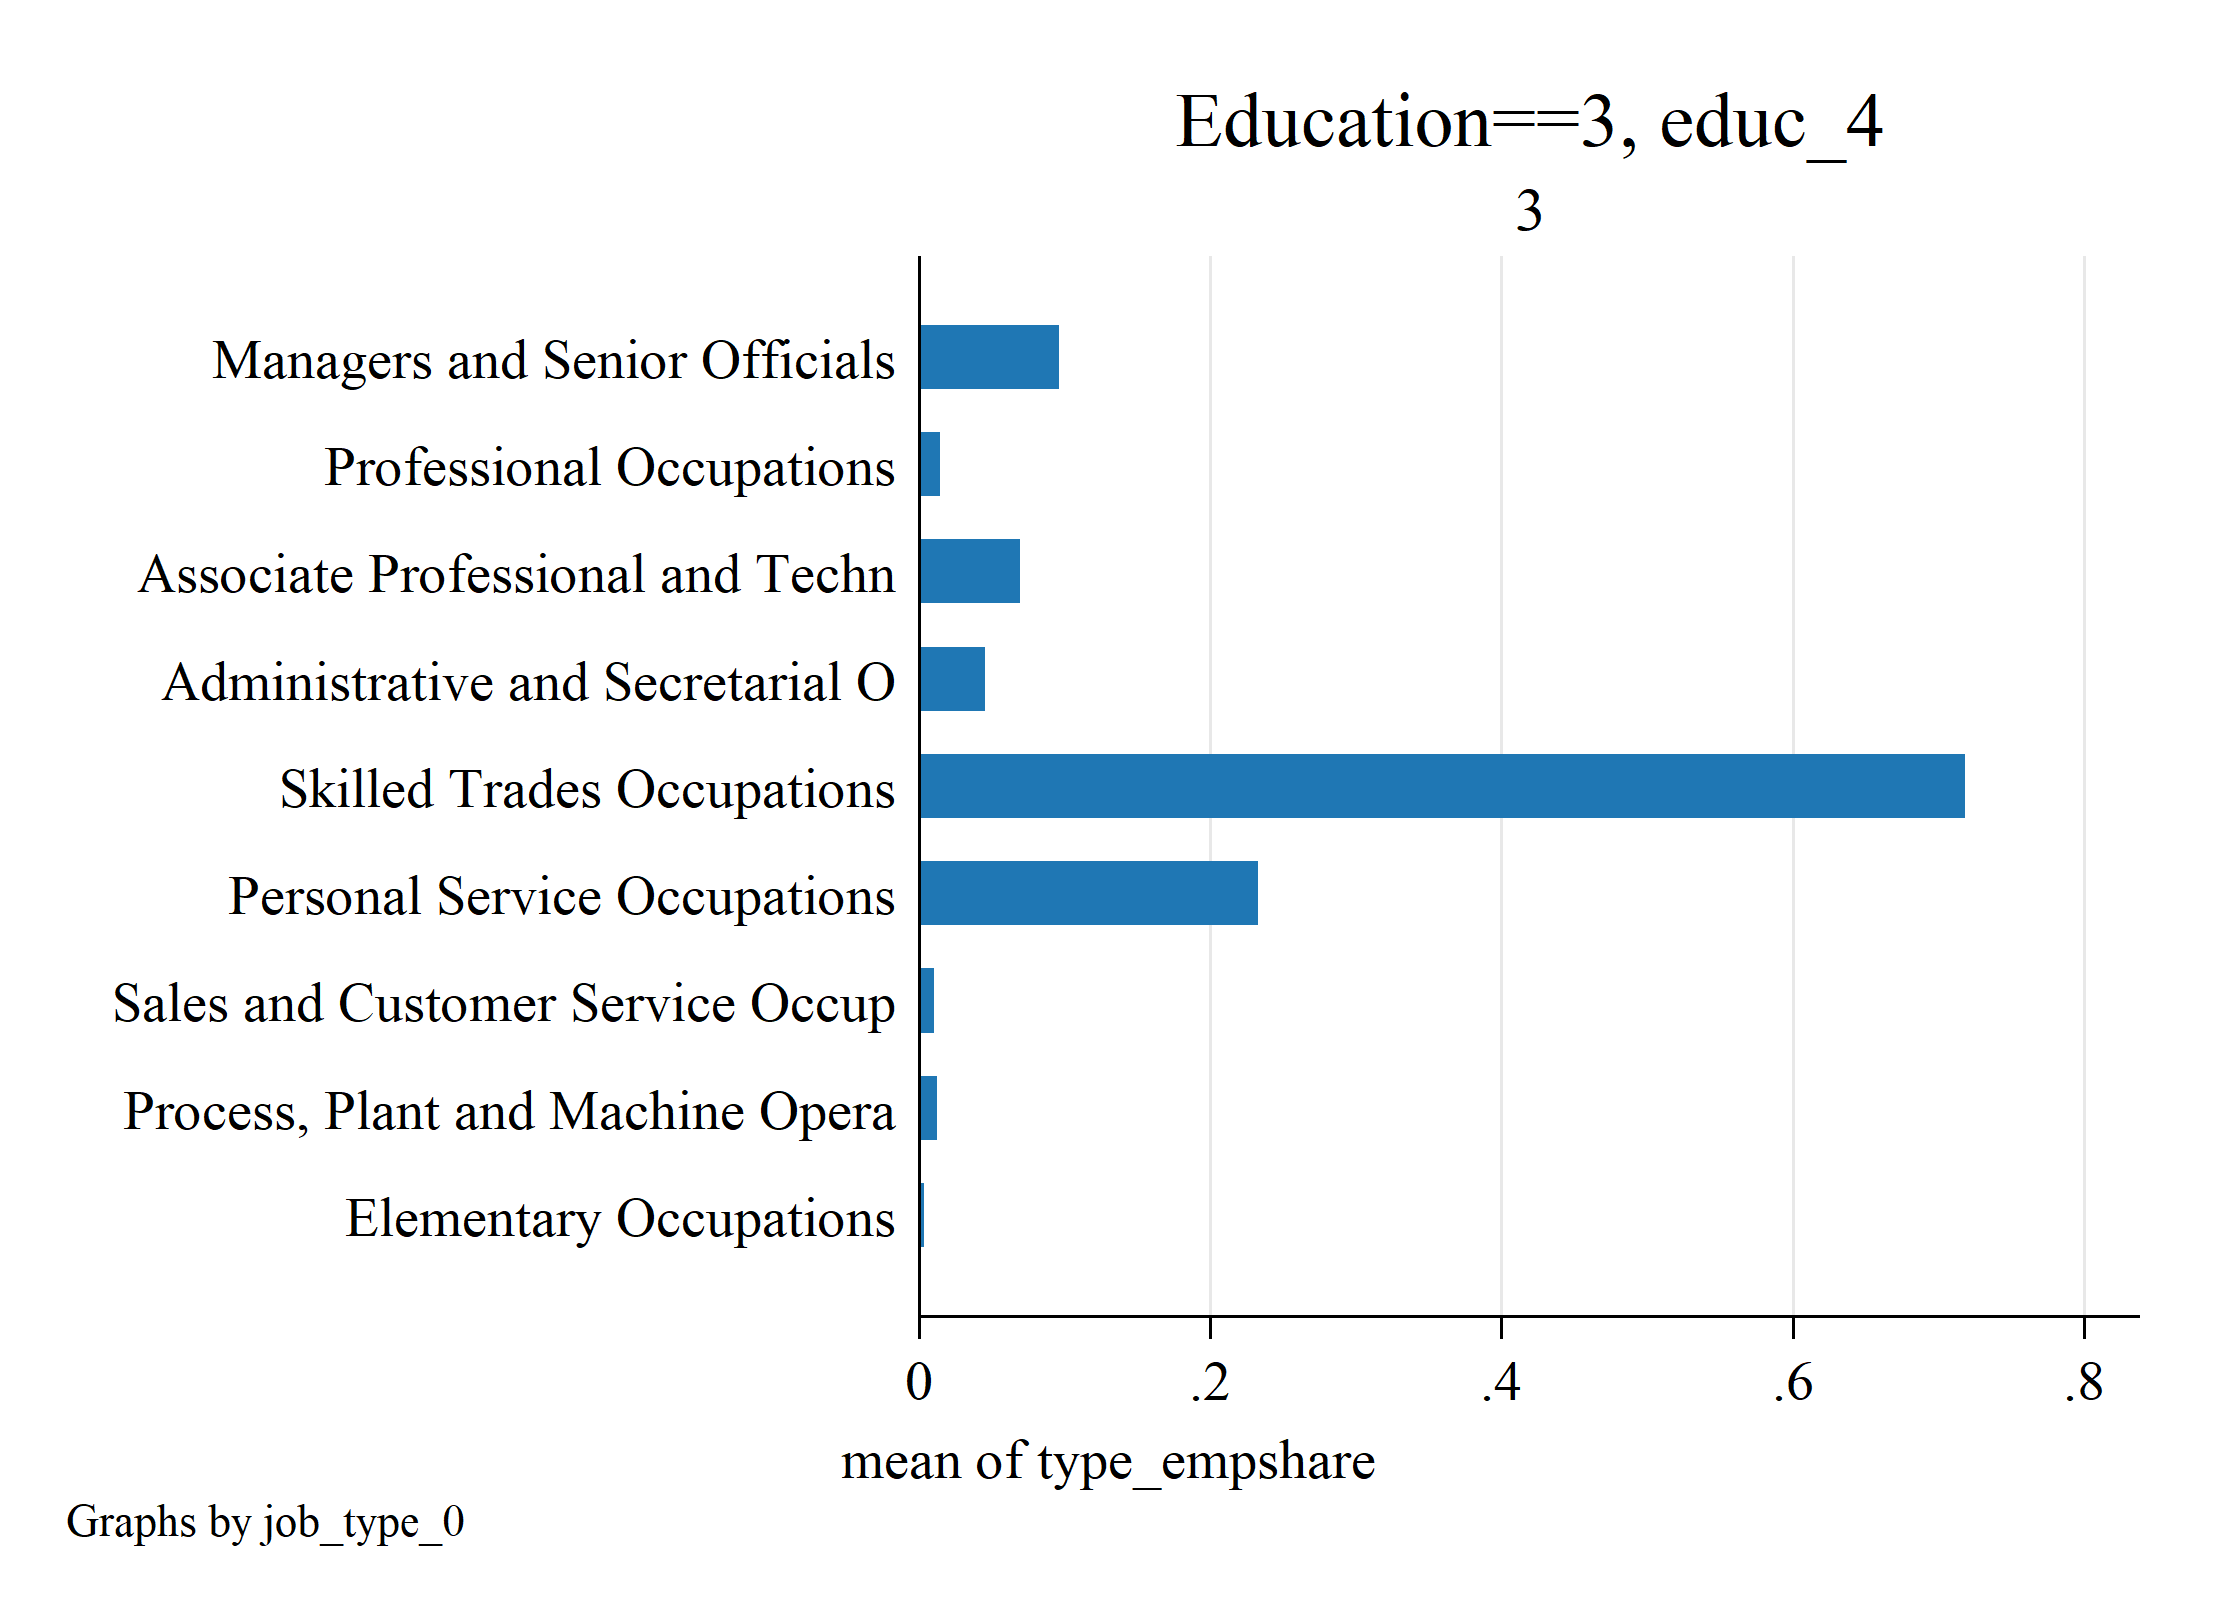 Education==3, educ_4
3
Managers and Senior Officials
Professional Occupations
Associate Professional and Techn
Administrative and Secretarial O
Skilled Trades Occupations
Personal Service Occupations
Sales and Customer Service Occup
Process, Plant and Machine Opera
Elementary Occupations
0 .2 .4 .6 .8
mean of type_empshare
Graphs by job_type_0